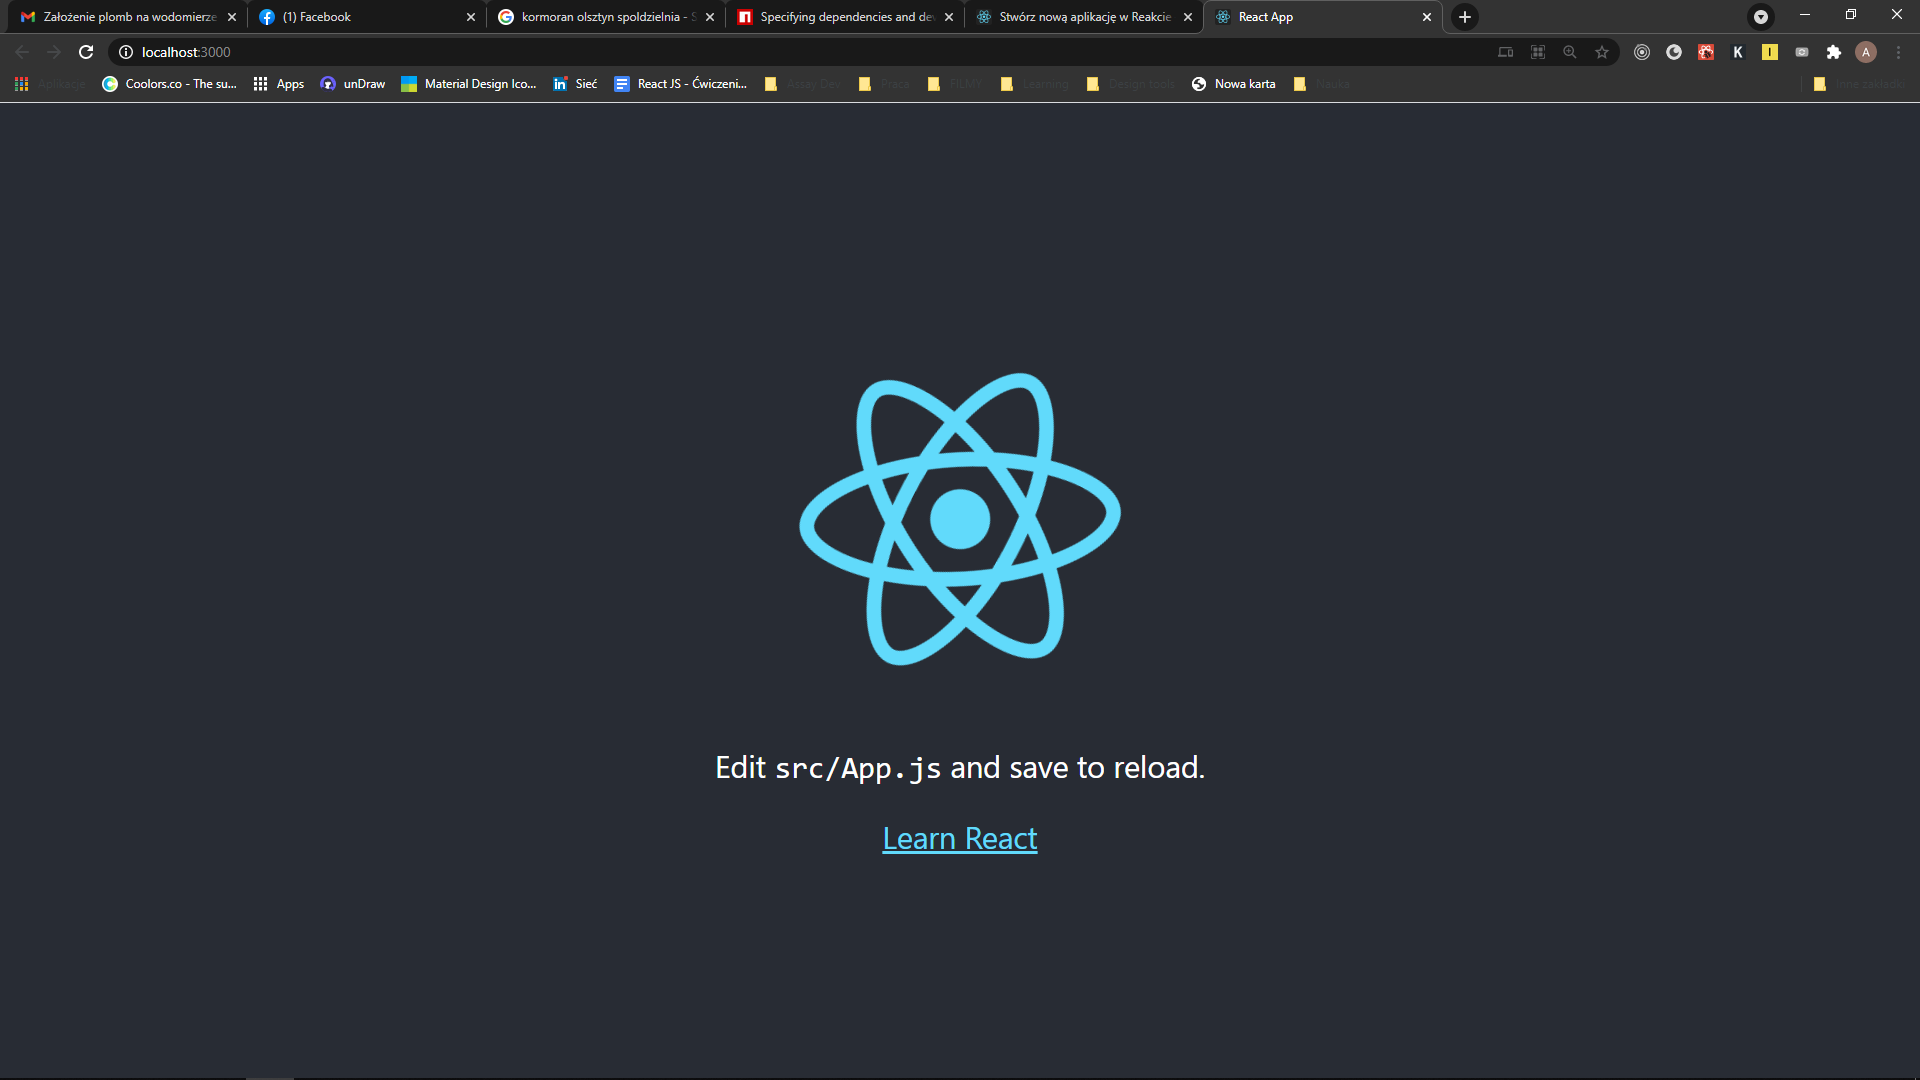 Założenie plomb na wodomierze
(1) Facebook
kormoran olsztyn spoldzielnia - S
Specifying dependencies and dev
Stwórz nową aplikację w Reakcie
React App
localhost:3000
K
I
A
Aplikacje
Coolors.co - The su...
Apps
unDraw
Material Design Ico...
in
Sieć
React JS - Ćwiczeni...
Assay Dev
Praca
FILMY
Learning
Design tools
Nowa karta
Nauka
Inne zakładki
Edit src/App.js and save to reload.
Learn React